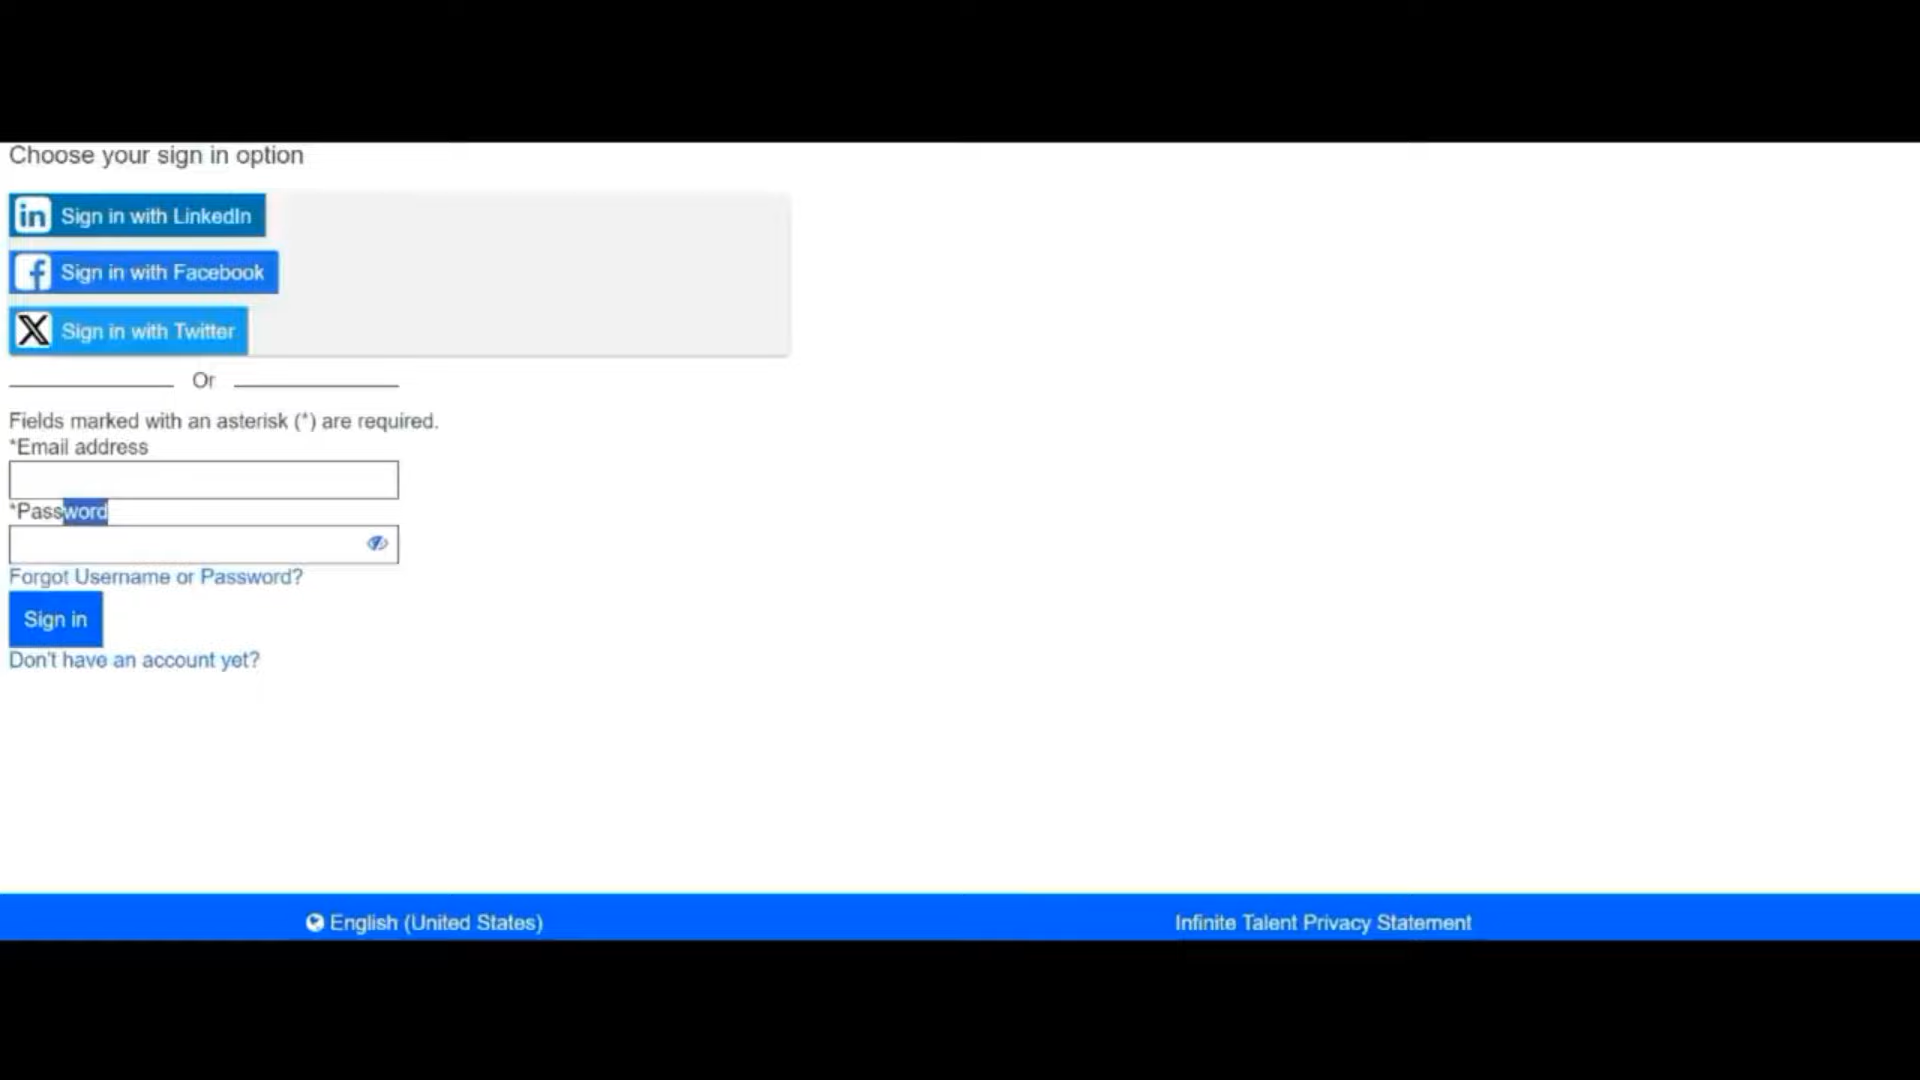 Choose your sign in option
in Sign in with LinkedIn
f Sign in with Facebook
X Sign in with Twitter
Or
Fields marked with an asterisk (*) are required.
*Email address
*Password
Forgot Username or Password?
Sign in
Don't have an account yet?
English (United States)
Infinite Talent Privacy Statement